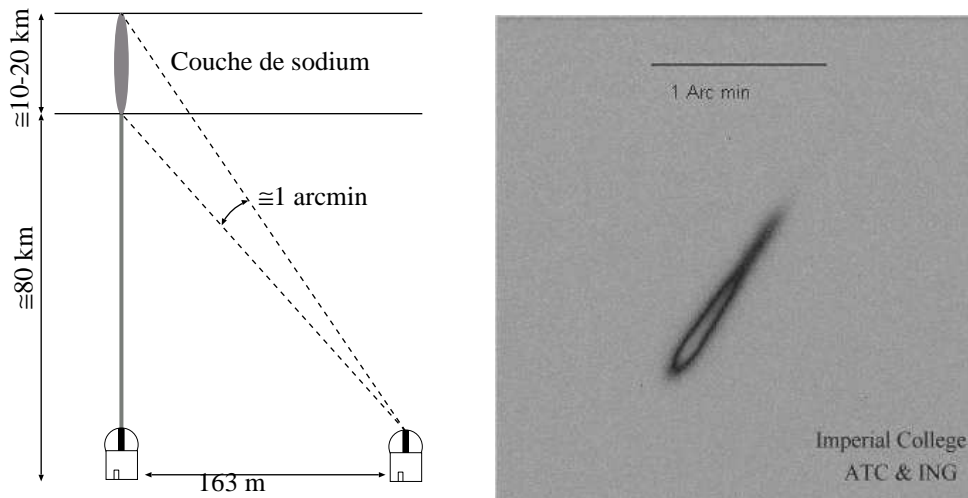 ≅10-20 km
Couche de sodium
≅1 arcmin
≅80 km
163 m
1 Arc min
Imperial College
ATC & ING